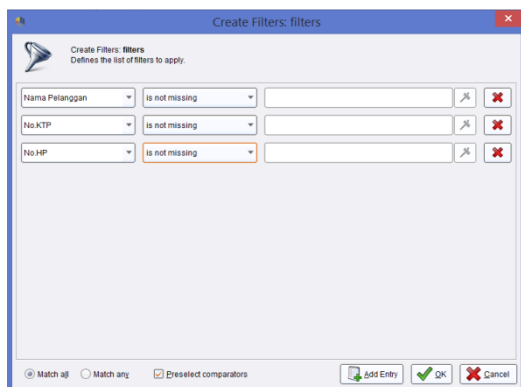 Create Filters: filters
Create Filters: filters
Defines the list of filters to apply.
Nama Pelanggan is not missing
No.KTP is not missing
No.HP is not missing
Match all Match any Preselect comparators Add Entry OK Cancel